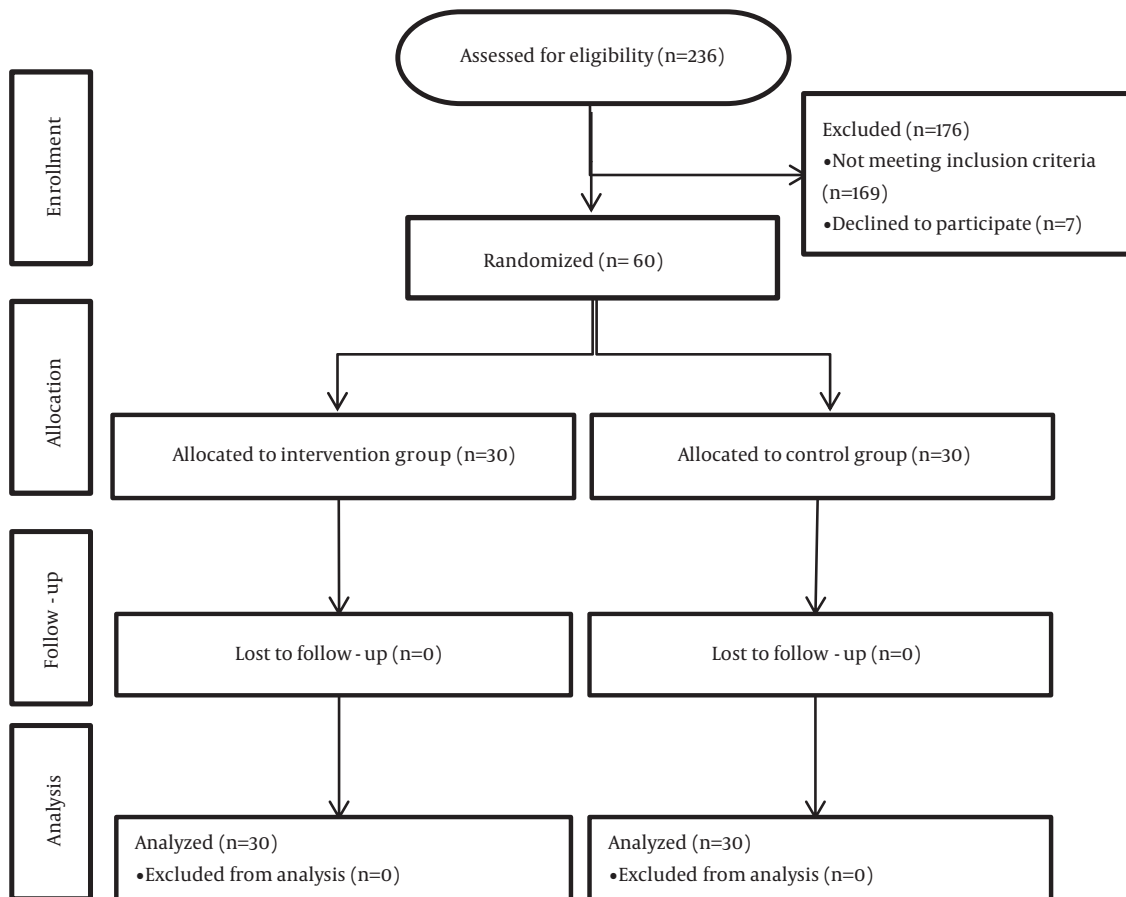 Assessed for eligibility (n=236)
Enrollment
Excluded (n=176)
•Not meeting inclusion criteria
(n=169)
•Declined to participate (n=7)
Randomized (n= 60)
Allocation
Allocated to intervention group (n=30)
Allocated to control group (n=30)
Follow - up
Lost to follow - up (n=0)
Lost to follow - up (n=0)
Analysis
Analyzed (n=30)
•Excluded from analysis (n=0)
Analyzed (n=30)
•Excluded from analysis (n=0)